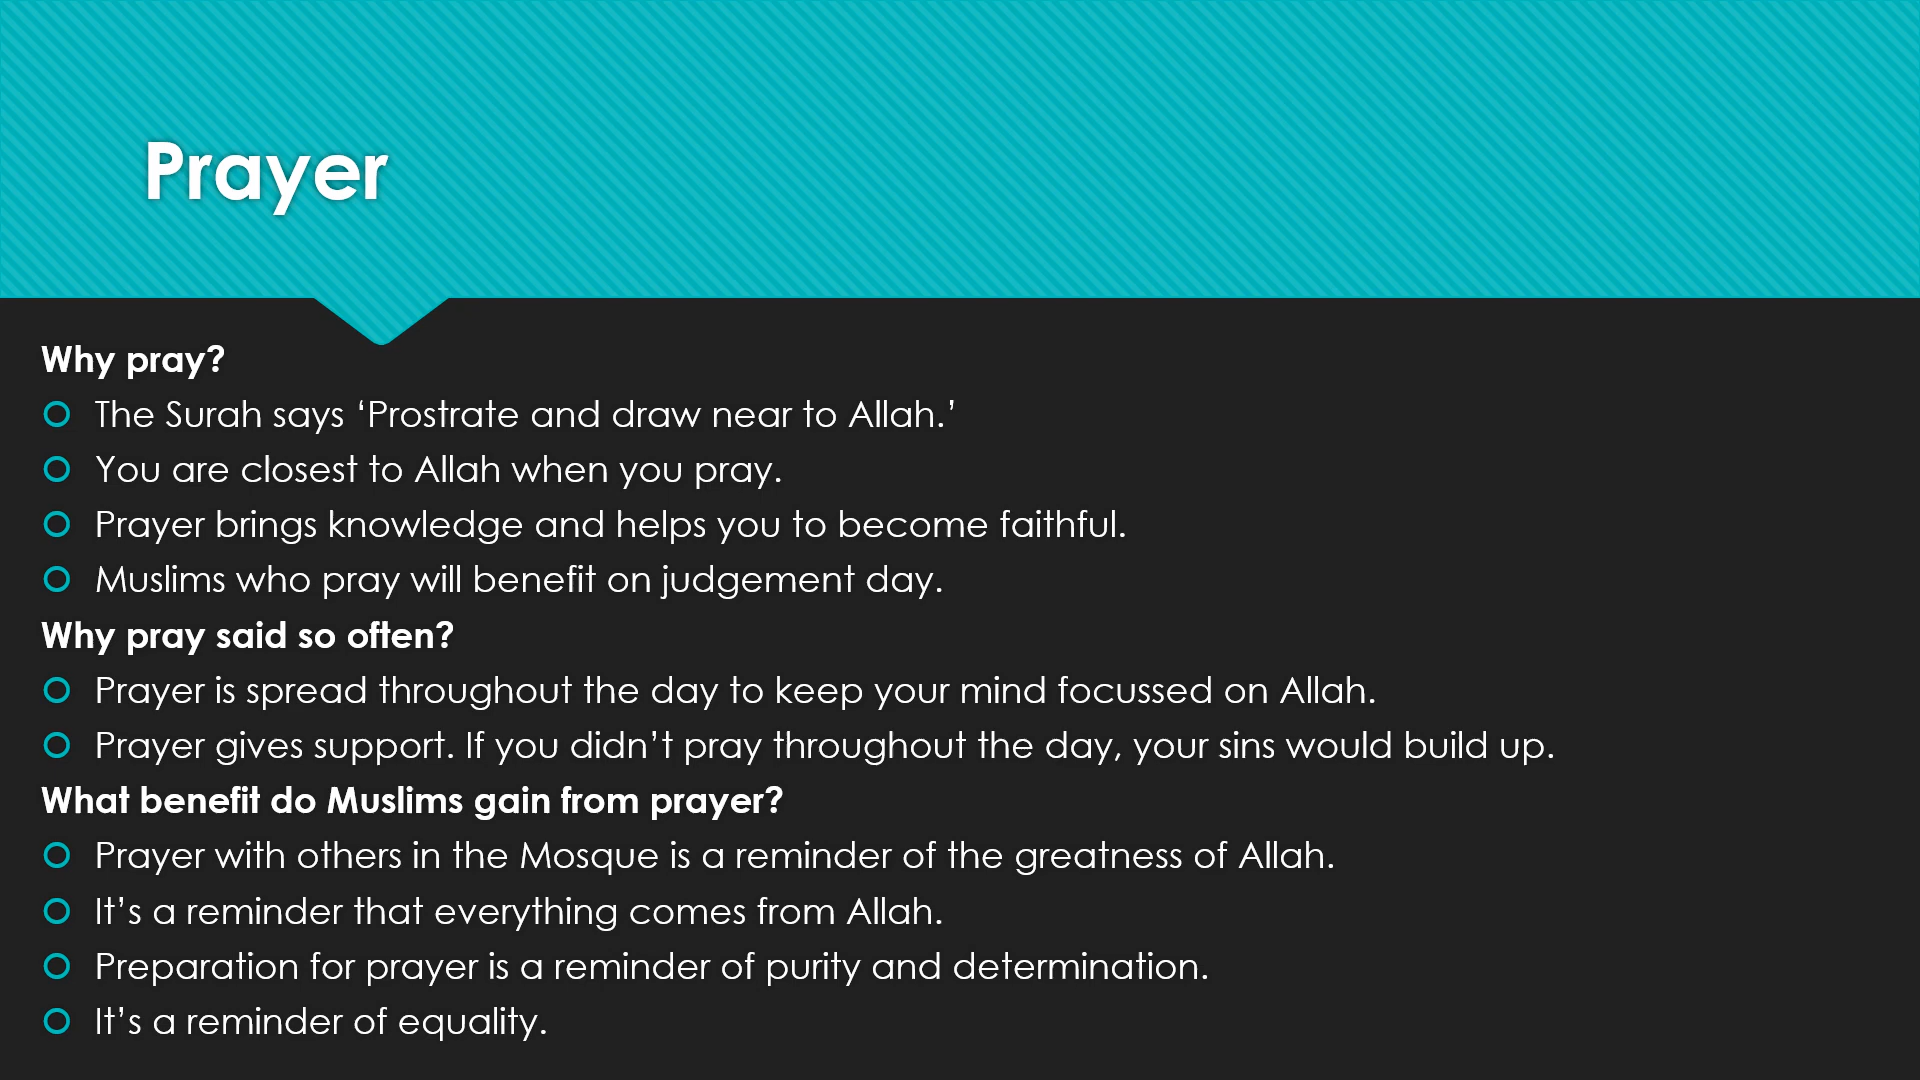 Prayer
Why pray?
The Surah says ‘Prostrate and draw near to Allah.’
You are closest to Allah when you pray.
Prayer brings knowledge and helps you to become faithful.
Muslims who pray will benefit on judgement day.
Why pray said so often?
Prayer is spread throughout the day to keep your mind focussed on Allah.
Prayer gives support. If you didn’t pray throughout the day, your sins would build up.
What benefit do Muslims gain from prayer?
Prayer with others in the Mosque is a reminder of the greatness of Allah.
It’s a reminder that everything comes from Allah.
Preparation for prayer is a reminder of purity and determination.
It’s a reminder of equality.